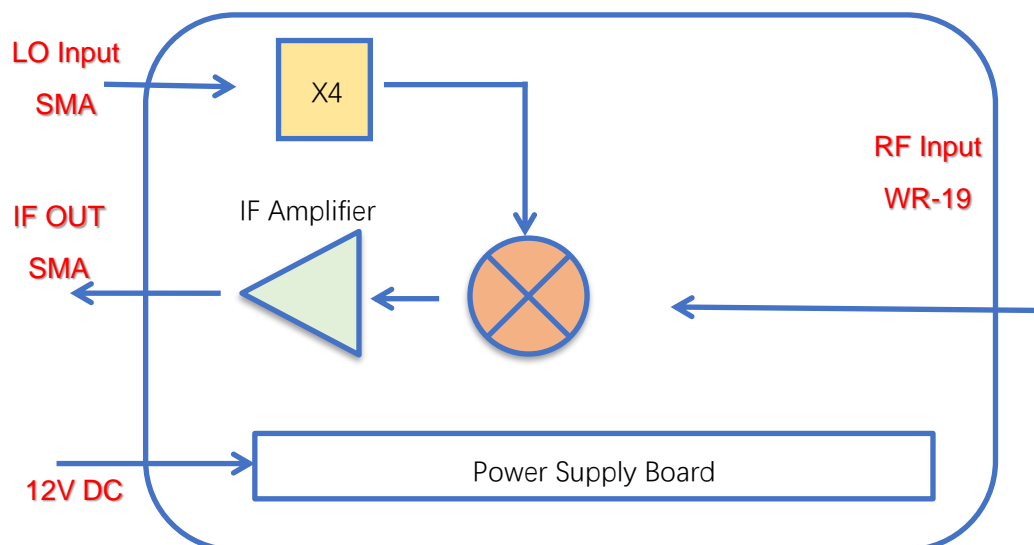 LO Input
SMA
X4
RF Input
WR-19
IF Amplifier
IF OUT
SMA
Power Supply Board
12V DC